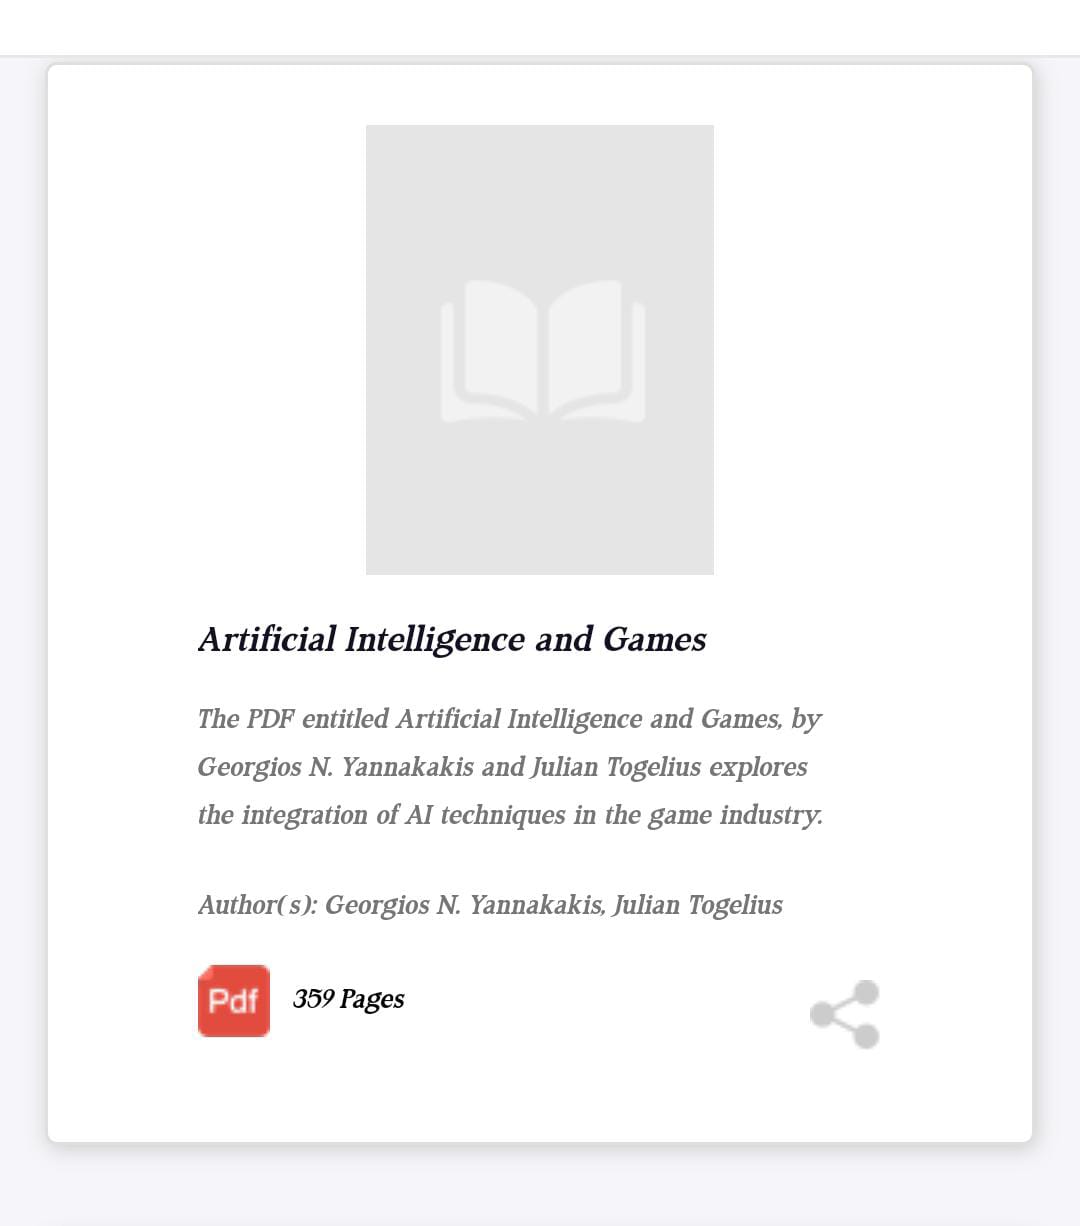 Artificial Intelligence and Games
The PDF entitled Artificial Intelligence and Games, by
Georgios N. Yannakakis and Julian Togelius explores
the integration of AI techniques in the game industry.
Author(s): Georgios N. Yannakakis, Julian Togelius
Pdf 359 Pages